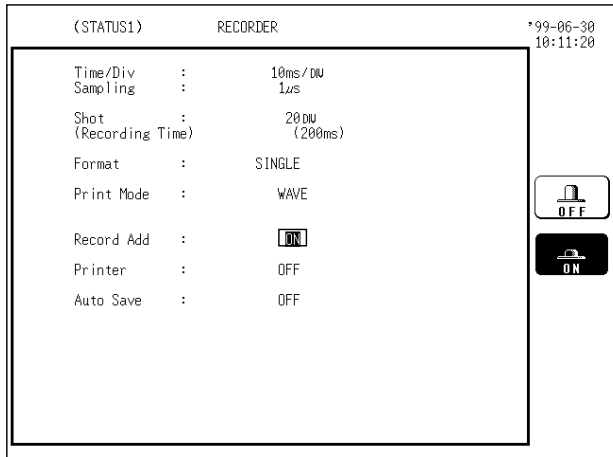 (STATUS1) RECORDER '99-06-30
10:11:20
Time/Div : 10ms/DIV
Sampling : 1μs
Shot : 20DIV
(Recording Time) (200ms)
Format : SINGLE
Print Mode : WAVE
OFF
Record Add : ON
ON
Printer : OFF
Auto Save : OFF